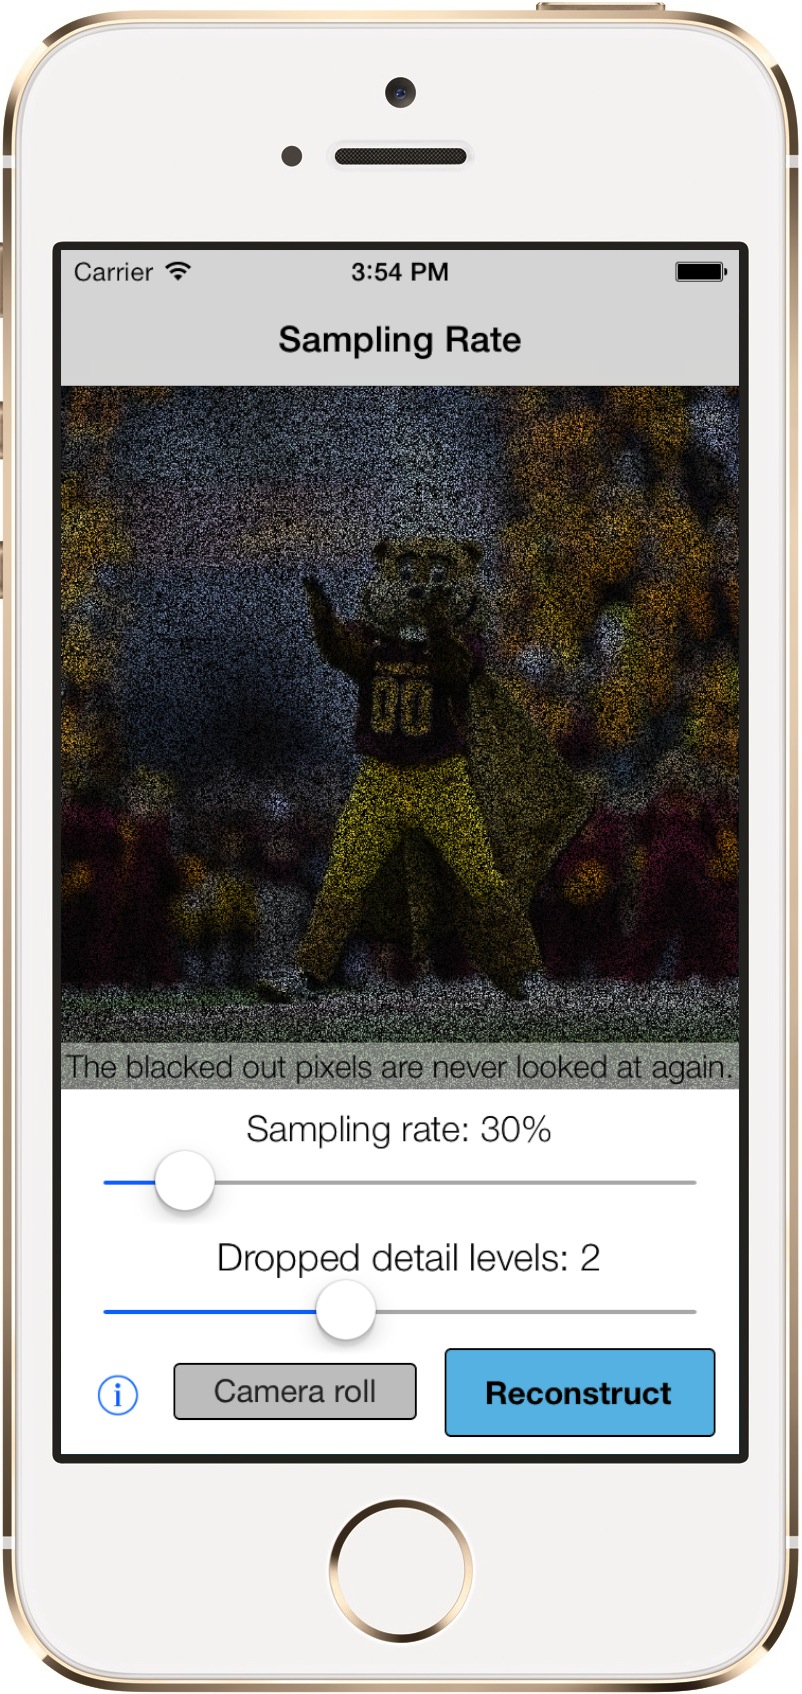 Carrier 3:54 PM
Sampling Rate
00
The blacked out pixels are never looked at again.
Sampling rate: 30%
Dropped detail levels: 2
i
Camera roll Reconstruct